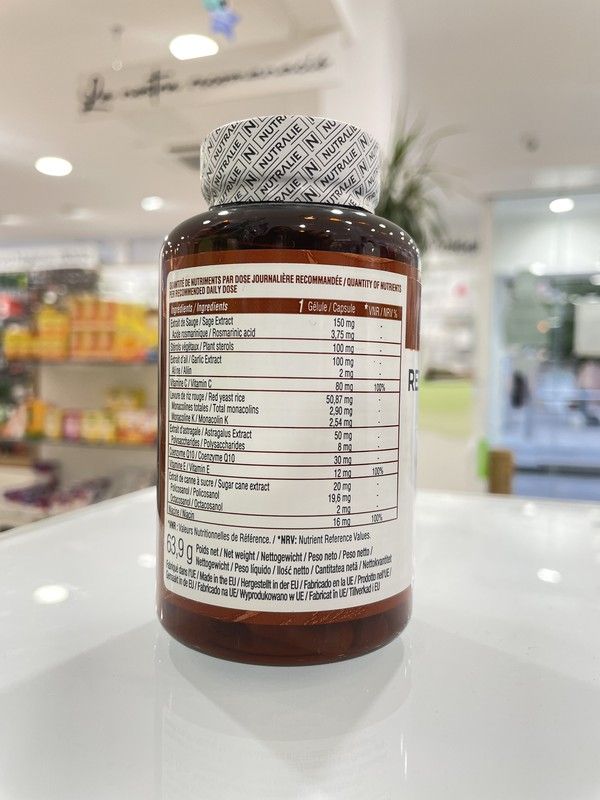 NUTRALIE
QUANTITÉ DE NUTRIMENTS PAR DOSE JOURNALIÈRE RECOMMANDÉE / QUANTITY OF NUTRIENTS
PER RECOMMENDED DAILY DOSE
Ingrédients / Ingredients 1 Gélule / Capsule *VNR / NRV %
Extrait de Sauge / Sage Extract 150 mg -
Acide rosmarinique / Rosmarinic acid 3,75 mg -
Stérols végétaux / Plant sterols 100 mg -
Extrait d'ail / Garlic Extract 100 mg -
Aliine / Aliin 2 mg -
Vitamine C / Vitamin C 80 mg 100%
Levure de riz rouge / Red yeast rice 50,87 mg -
Monacolines totales / Total monacolins 2,90 mg -
Monacoline K / Monacolin K 2,54 mg -
Extrait d'astragale / Astragalus Extract 50 mg -
Polysaccharides / Polysaccharides 8 mg -
Coenzyme Q10 / Coenzyme Q10 30 mg -
Vitamine E / Vitamin E 12 mg 100%
Extrait de canne à sucre / Sugar cane extract 20 mg -
Policosanol / Policosanol 19,6 mg -
Octacosanol / Octacosanol 2 mg -
Niacine / Niacin 16 mg 100%
*VNR: Valeurs Nutritionnelles de Référence. / *NRV: Nutrient Reference Values.
63,9 g Poids net / Net weight / Nettogewicht / Peso neto / Peso netto /
Nettogewicht / Peso líquido / Ilość netto / Cantitatea netă / Nettokvantitet
Fabriqué dans l'UE / Made in the EU / Hergestellt in der EU / Fabricado en la UE / Prodotto nell'UE /
Gemaakt in de EU / Fabricado na UE / Wyprodukowano w UE / Fabricat în UE / Tillverkad i EU
RE